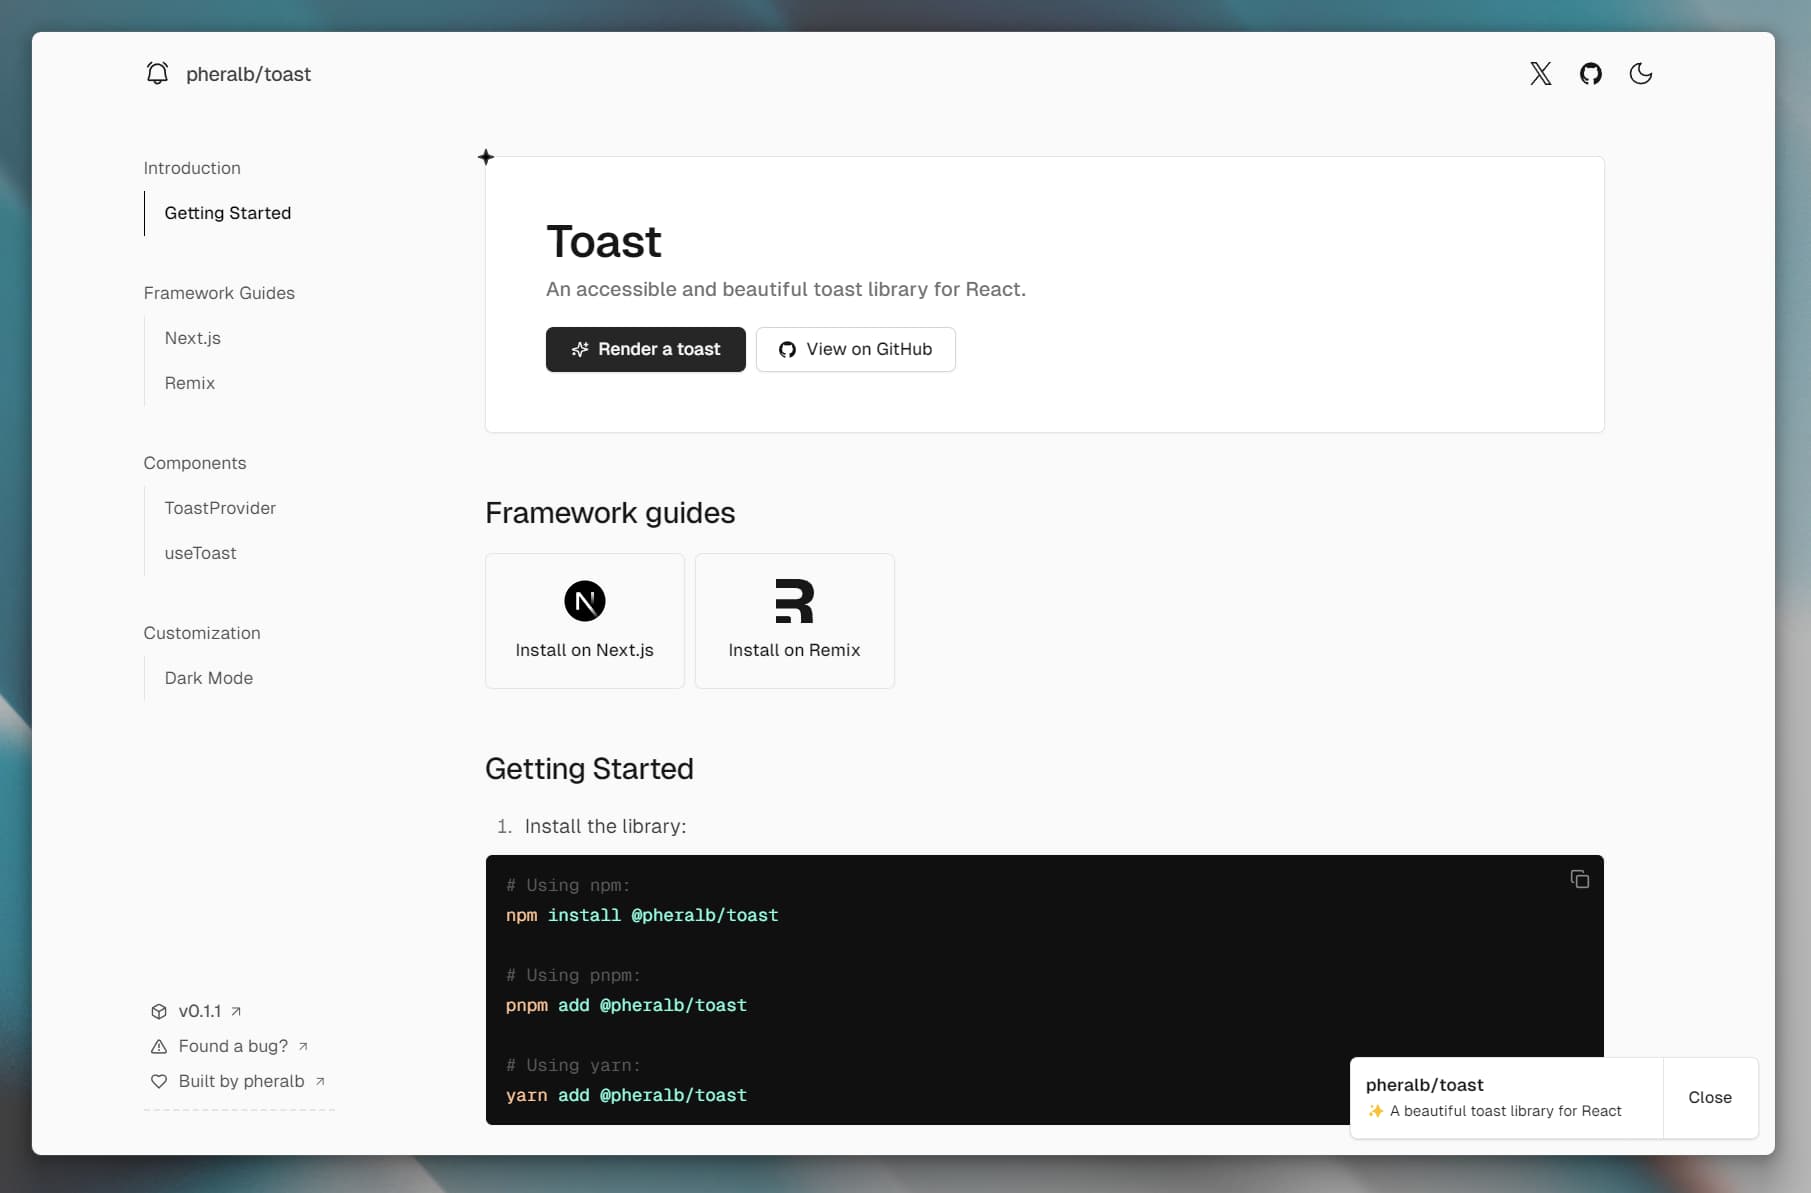 pheralb/toast
Introduction
Getting Started
Framework Guides
Next.js
Remix
Components
ToastProvider
useToast
Customization
Dark Mode
v0.1.1
Found a bug?
Built by pheralb
Toast
An accessible and beautiful toast library for React.
Render a toast
View on GitHub
Framework guides
Install on Next.js
Install on Remix
Getting Started
1. Install the library:
# Using npm:
npm install @pheralb/toast
# Using pnpm:
pnpm add @pheralb/toast
# Using yarn:
yarn add @pheralb/toast
pheralb/toast
✨ A beautiful toast library for React
Close